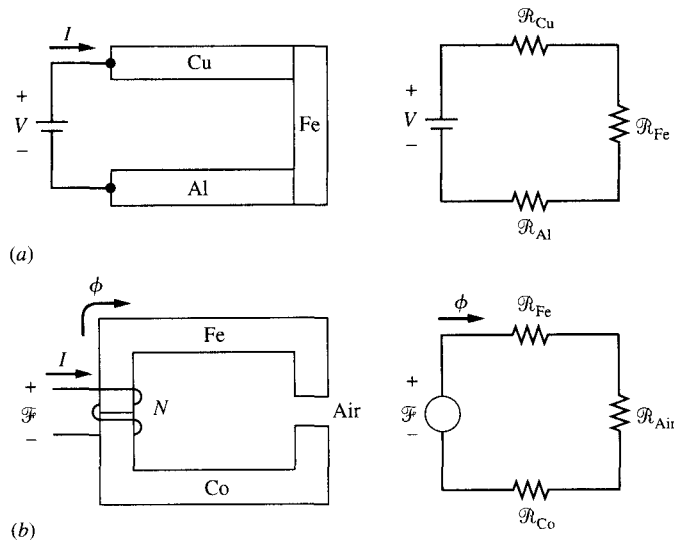 I
Cu
+
V
−
Fe
Al
ℛCu
+
V
−
ℛFe
ℛAl
(a)
ϕ
Fe
I
+
ℱ
−
N
Air
Co
ϕ
ℛFe
+
ℱ
−
ℛAir
ℛCo
(b)